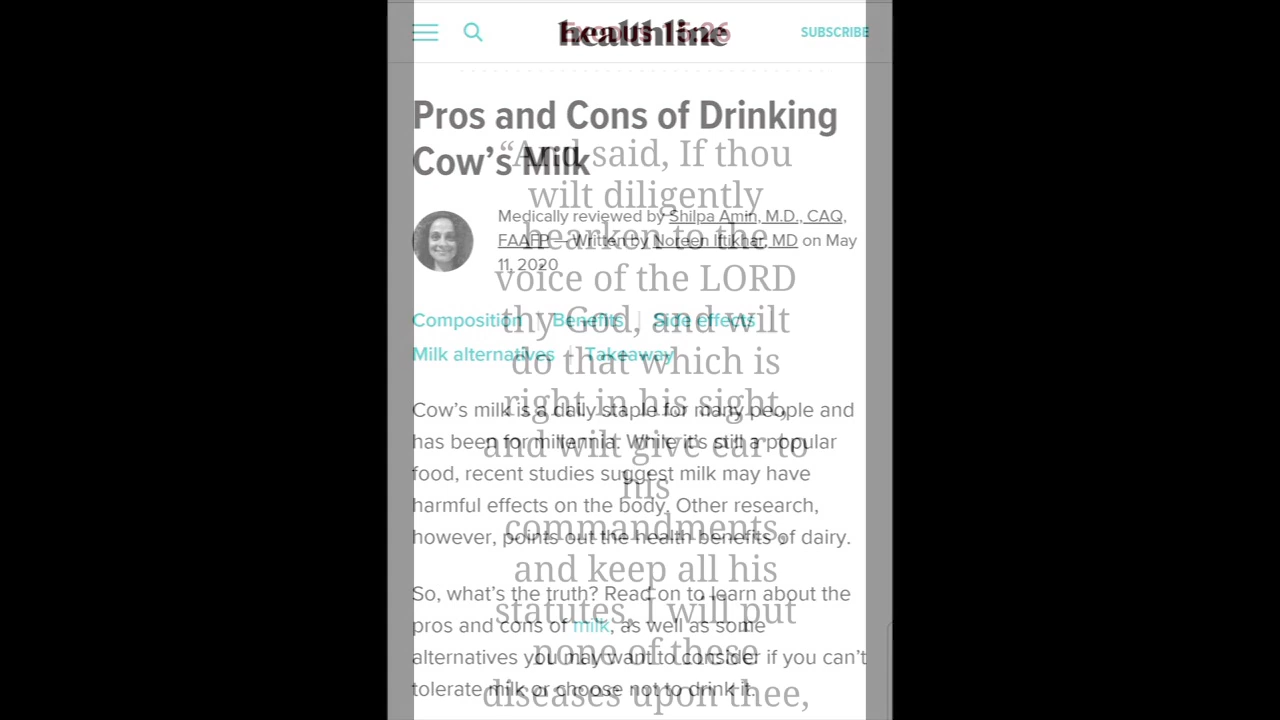 healthline
Exodus 15:26
SUBSCRIBE
Pros and Cons of Drinking
Cow's Milk
Medically reviewed by Shilpa Amin, M.D., CAQ,
FAAFP — Written by Noreen Iftikhar, MD on May
11, 2020
Composition | Benefits | Side effects
Milk alternatives | Takeaway
Cow's milk is a daily staple for many people and
has been for millennia. While it's still a popular
food, recent studies suggest milk may have
harmful effects on the body. Other research,
however, points out the health benefits of dairy.
So, what's the truth? Read on to learn about the
pros and cons of milk, as well as some
alternatives you may want to consider if you can't
tolerate milk or choose not to drink it.
“And said, If thou
wilt diligently
hearken to the
voice of the LORD
thy God, and wilt
do that which is
right in his sight,
and wilt give ear to
his
commandments,
and keep all his
statutes, I will put
none of these
diseases upon thee,